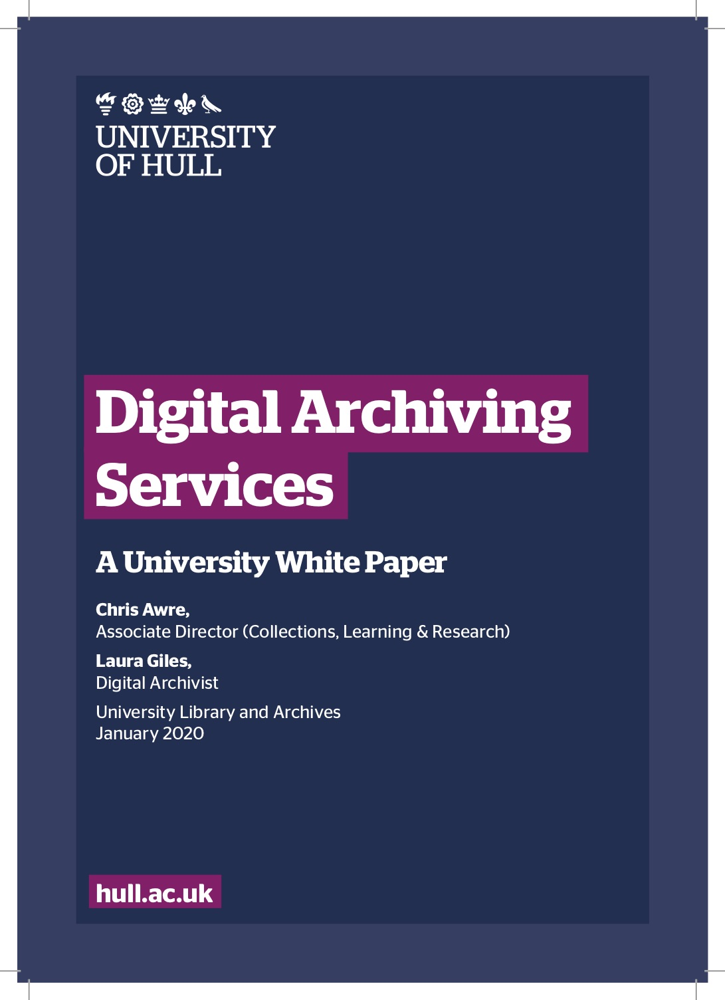 UNIVERSITY
OF HULL
Digital Archiving
Services
A University White Paper
Chris Awre,
Associate Director (Collections, Learning & Research)
Laura Giles,
Digital Archivist
University Library and Archives
January 2020
hull.ac.uk